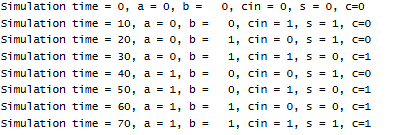 Simulation time = 0, a = 0, b =   0, cin = 0, s = 0, c=0
Simulation time = 10, a = 0, b =   0, cin = 1, s = 1, c=0
Simulation time = 20, a = 0, b =   1, cin = 0, s = 1, c=0
Simulation time = 30, a = 0, b =   1, cin = 1, s = 0, c=1
Simulation time = 40, a = 1, b =   0, cin = 0, s = 1, c=0
Simulation time = 50, a = 1, b =   0, cin = 1, s = 0, c=1
Simulation time = 60, a = 1, b =   1, cin = 0, s = 0, c=1
Simulation time = 70, a = 1, b =   1, cin = 1, s = 1, c=1